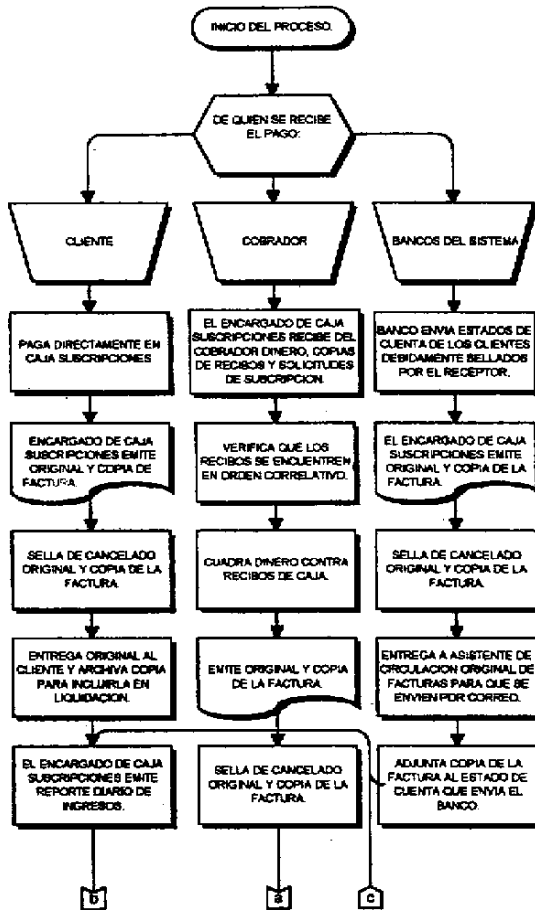 INICIO DEL PROCESO.
DE QUIEN SE RECIBE
EL PAGO:
CLIENTE
COBRADOR
BANCOS DEL SISTEMA
PAGA DIRECTAMENTE EN
CAJA SUSCRIPCIONES
EL ENCARGADO DE CAJA
SUSCRIPCIONES RECIBE DEL
COBRADOR DINERO, COPIAS
DE RECIBOS Y SOLICITUDES
DE SUSCRIPCION.
BANCO ENVIA ESTADOS DE
CUENTA DE LOS CLIENTES
DEBIDAMENTE SELLADOS
POR EL RECEPTOR.
ENCARGADO DE CAJA
SUSCRIPCIONES EMITE
ORIGINAL Y COPIA DE
FACTURA.
VERIFICA QUE LOS
RECIBOS SE ENCUENTREN
EN ORDEN CORRELATIVO.
EL ENCARGADO DE CAJA
SUSCRIPCIONES EMITE
ORIGINAL Y COPIA DE LA
FACTURA.
SELLA DE CANCELADO
ORIGINAL Y COPIA DE LA
FACTURA.
CUADRA DINERO CONTRA
RECIBOS DE CAJA.
SELLA DE CANCELADO
ORIGINAL Y COPIA DE LA
FACTURA.
ENTREGA ORIGINAL AL
CLIENTE Y ARCHIVA COPIA
PARA INCLUIRLA EN
LIQUIDACION.
EMITE ORIGINAL Y COPIA
DE LA FACTURA.
ENTREGA A ASISTENTE DE
CIRCULACION ORIGINAL DE
FACTURAS PARA QUE SE
ENVIEN POR CORREO.
EL ENCARGADO DE CAJA
SUSCRIPCIONES EMITE
REPORTE DIARIO DE
INGRESOS.
SELLA DE CANCELADO
ORIGINAL Y COPIA DE LA
FACTURA.
ADJUNTA COPIA DE LA
FACTURA AL ESTADO DE
CUENTA QUE ENVIA EL
BANCO.
b
a
c